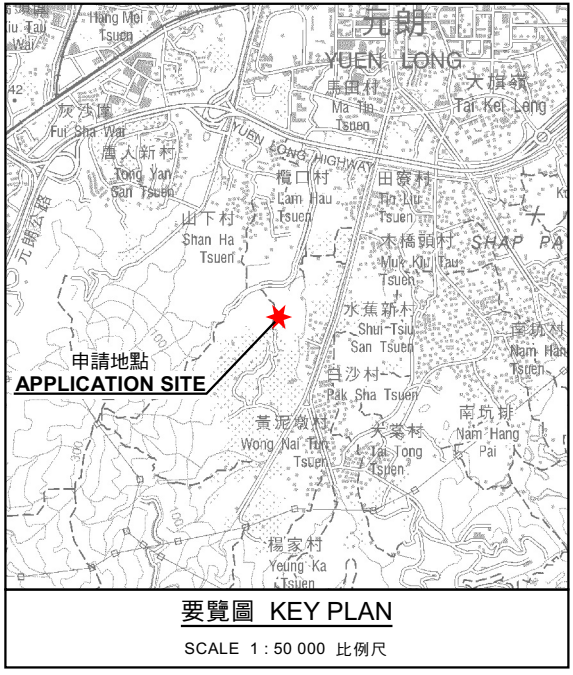 Hang Mei
Tsuen
Wai
42
元朗
YUEN LONG
馬田村
Ma Tin
Tsuen
大旗嶺
Tai Kei Leng
灰沙圍
Fui Sha Wai
唐人新村
Tong Yan
San Tsuen
YUEN LONG HIGHWAY
欖口村
Lam Hau
Tsuen
田寮村
Tin Liu
Tsuen
山下村
Shan Ha
Tsuen
元朗公路
木橋頭村
Muk Kiu Tau
Tsuen
十
SHAP PA
水蕉新村
Shui Tsiu
San Tsuen
南坑村
Nam Han
Tsuen
申請地點
APPLICATION SITE
白沙村
Pak Sha Tsuen
黃泥墩村
Wong Nai Tun
Tsuen
大棠村
Tai Tong
Tsuen
南坑排
Nam Hang
Pai
100
楊家村
Yeung Ka
Tsuen
要覽圖 KEY PLAN
SCALE 1 : 50 000 比例尺